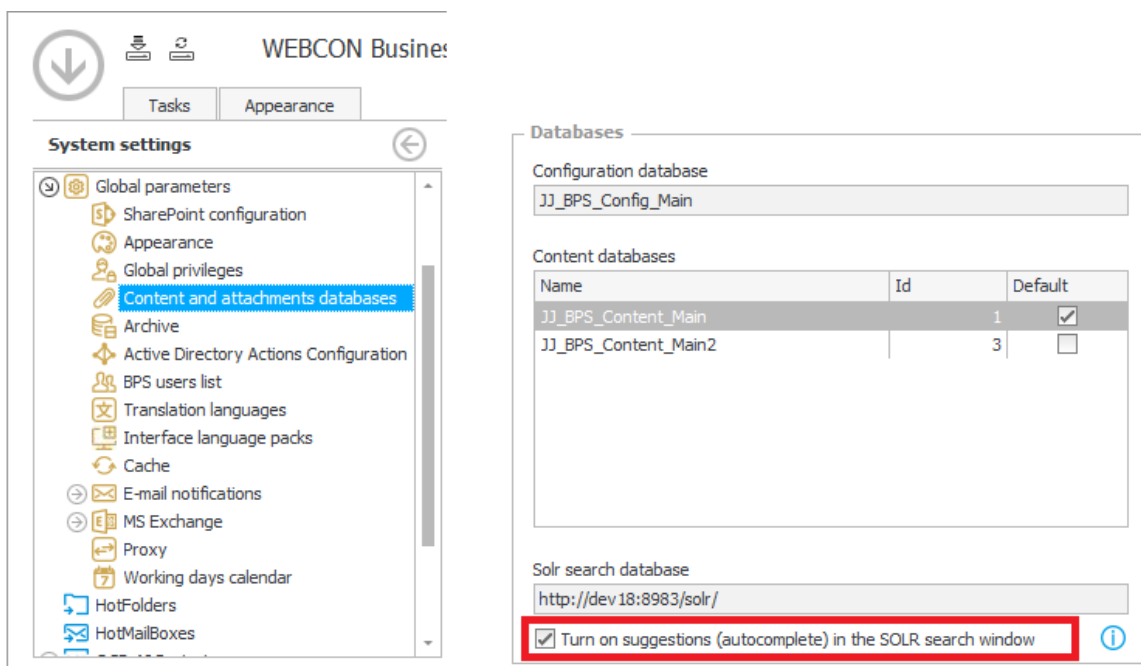 WEBCON Busine
Tasks
Appearance
System settings
Global parameters
SharePoint configuration
Appearance
Global privileges
Content and attachments databases
Archive
Active Directory Actions Configuration
BPS users list
Translation languages
Interface language packs
Cache
E-mail notifications
MS Exchange
Proxy
Working days calendar
HotFolders
HotMailBoxes
Databases
Configuration database
JJ_BPS_Config_Main
Content databases
Name Id Default
JJ_BPS_Content_Main 1
JJ_BPS_Content_Main2 3
Solr search database
http://dev18:8983/solr/
Turn on suggestions (autocomplete) in the SOLR search window